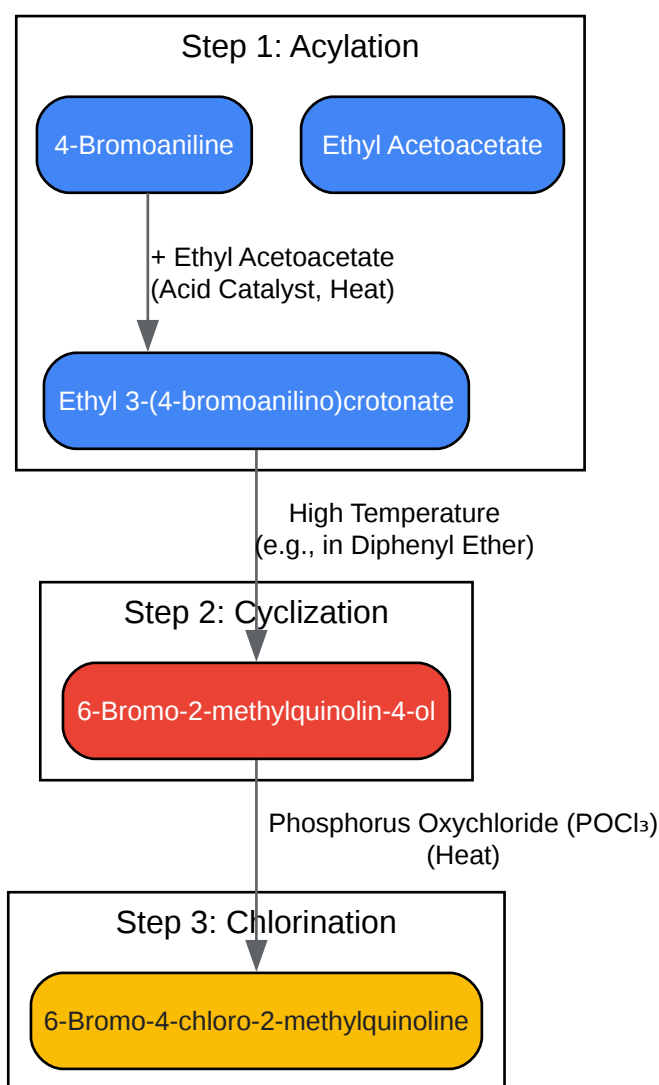 Step 1: Acylation
4-Bromoaniline
Ethyl Acetoacetate
+ Ethyl Acetoacetate
(Acid Catalyst, Heat)
Ethyl 3-(4-bromoanilino)crotonate
High Temperature
(e.g., in Diphenyl Ether)
Step 2: Cyclization
6-Bromo-2-methylquinolin-4-ol
Phosphorus Oxychloride (POCl₃)
(Heat)
Step 3: Chlorination
6-Bromo-4-chloro-2-methylquinoline